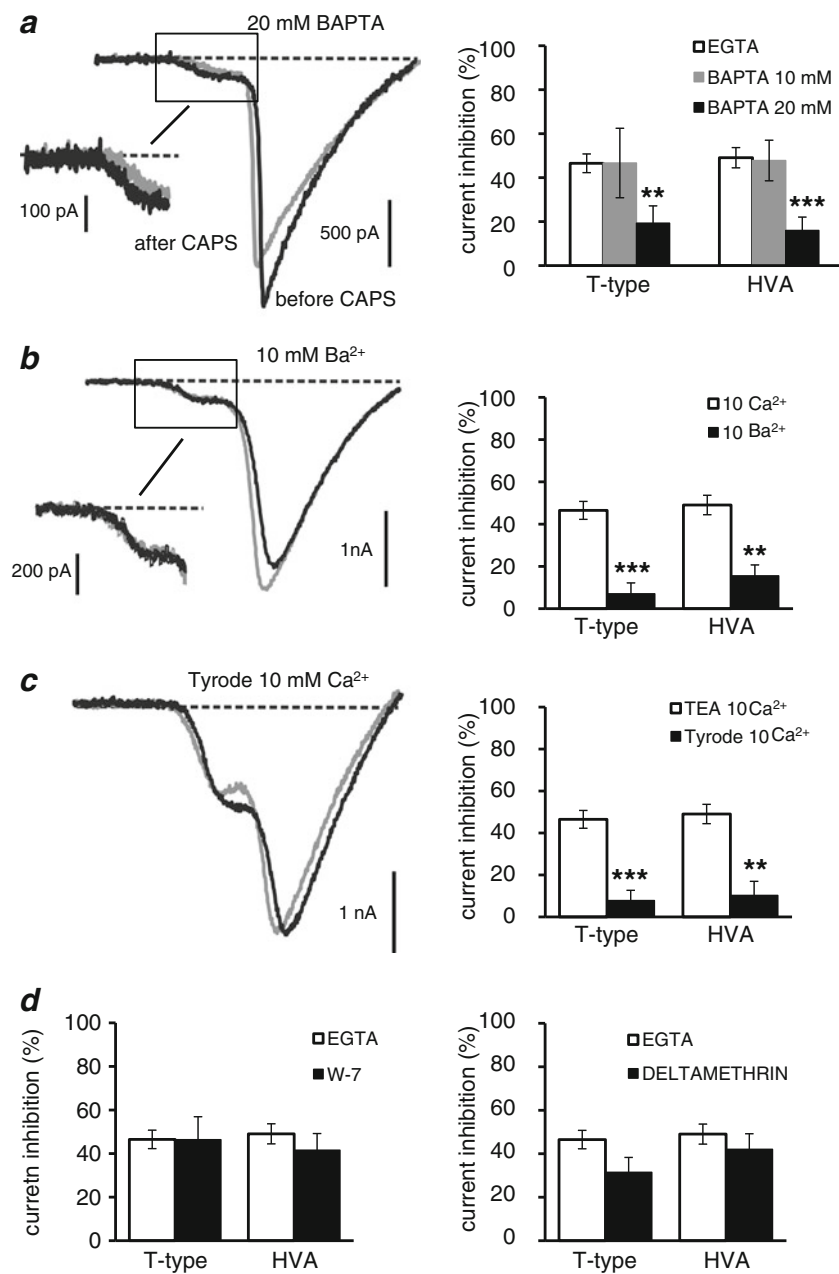 a
20 mM BAPTA
100 pA
after CAPS
500 pA
before CAPS
current inhibition (%)
100
80
60
40
20
0
EGTA
BAPTA 10 mM
BAPTA 20 mM
**
***
T-type
HVA
b
10 mM Ba²⁺
200 pA
1nA
current inhibition (%)
100
80
60
40
20
0
10 Ca²⁺
10 Ba²⁺
***
**
T-type
HVA
c
Tyrode 10 mM Ca²⁺
1 nA
current inhibition (%)
100
80
60
40
20
0
TEA 10Ca²⁺
Tyrode 10Ca²⁺
***
**
T-type
HVA
d
curretn inhibition (%)
100
80
60
40
20
0
EGTA
W-7
T-type
HVA
current inhibition (%)
100
80
60
40
20
0
EGTA
DELTAMETHRIN
T-type
HVA